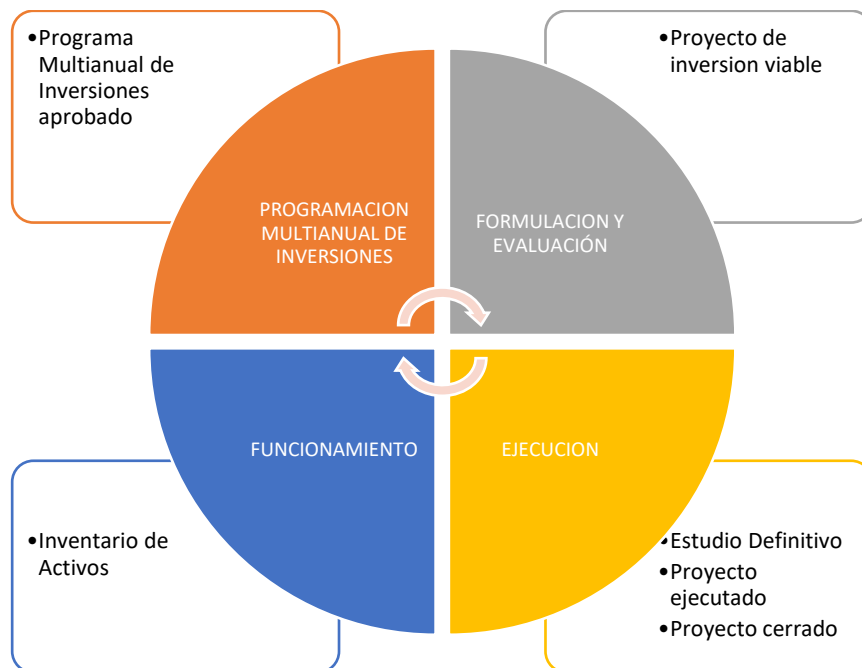 •Programa
Multianual de
Inversiones
aprobado
•Proyecto de
inversion viable
PROGRAMACION
MULTIANUAL DE
INVERSIONES
FORMULACION Y
EVALUACIÓN
FUNCIONAMIENTO
EJECUCION
•Inventario de
Activos
•Estudio Definitivo
•Proyecto
ejecutado
•Proyecto cerrado